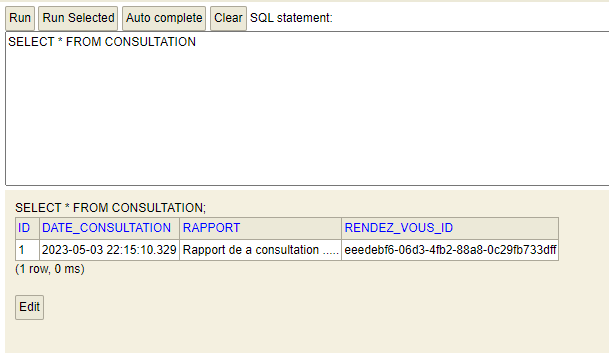 Run Run Selected Auto complete Clear SQL statement:
SELECT * FROM CONSULTATION
SELECT * FROM CONSULTATION;
ID DATE_CONSULTATION RAPPORT RENDEZ_VOUS_ID
1 2023-05-03 22:15:10.329 Rapport de a consultation ..... eeedebf6-06d3-4fb2-88a8-0c29fb733dff
(1 row, 0 ms)
Edit